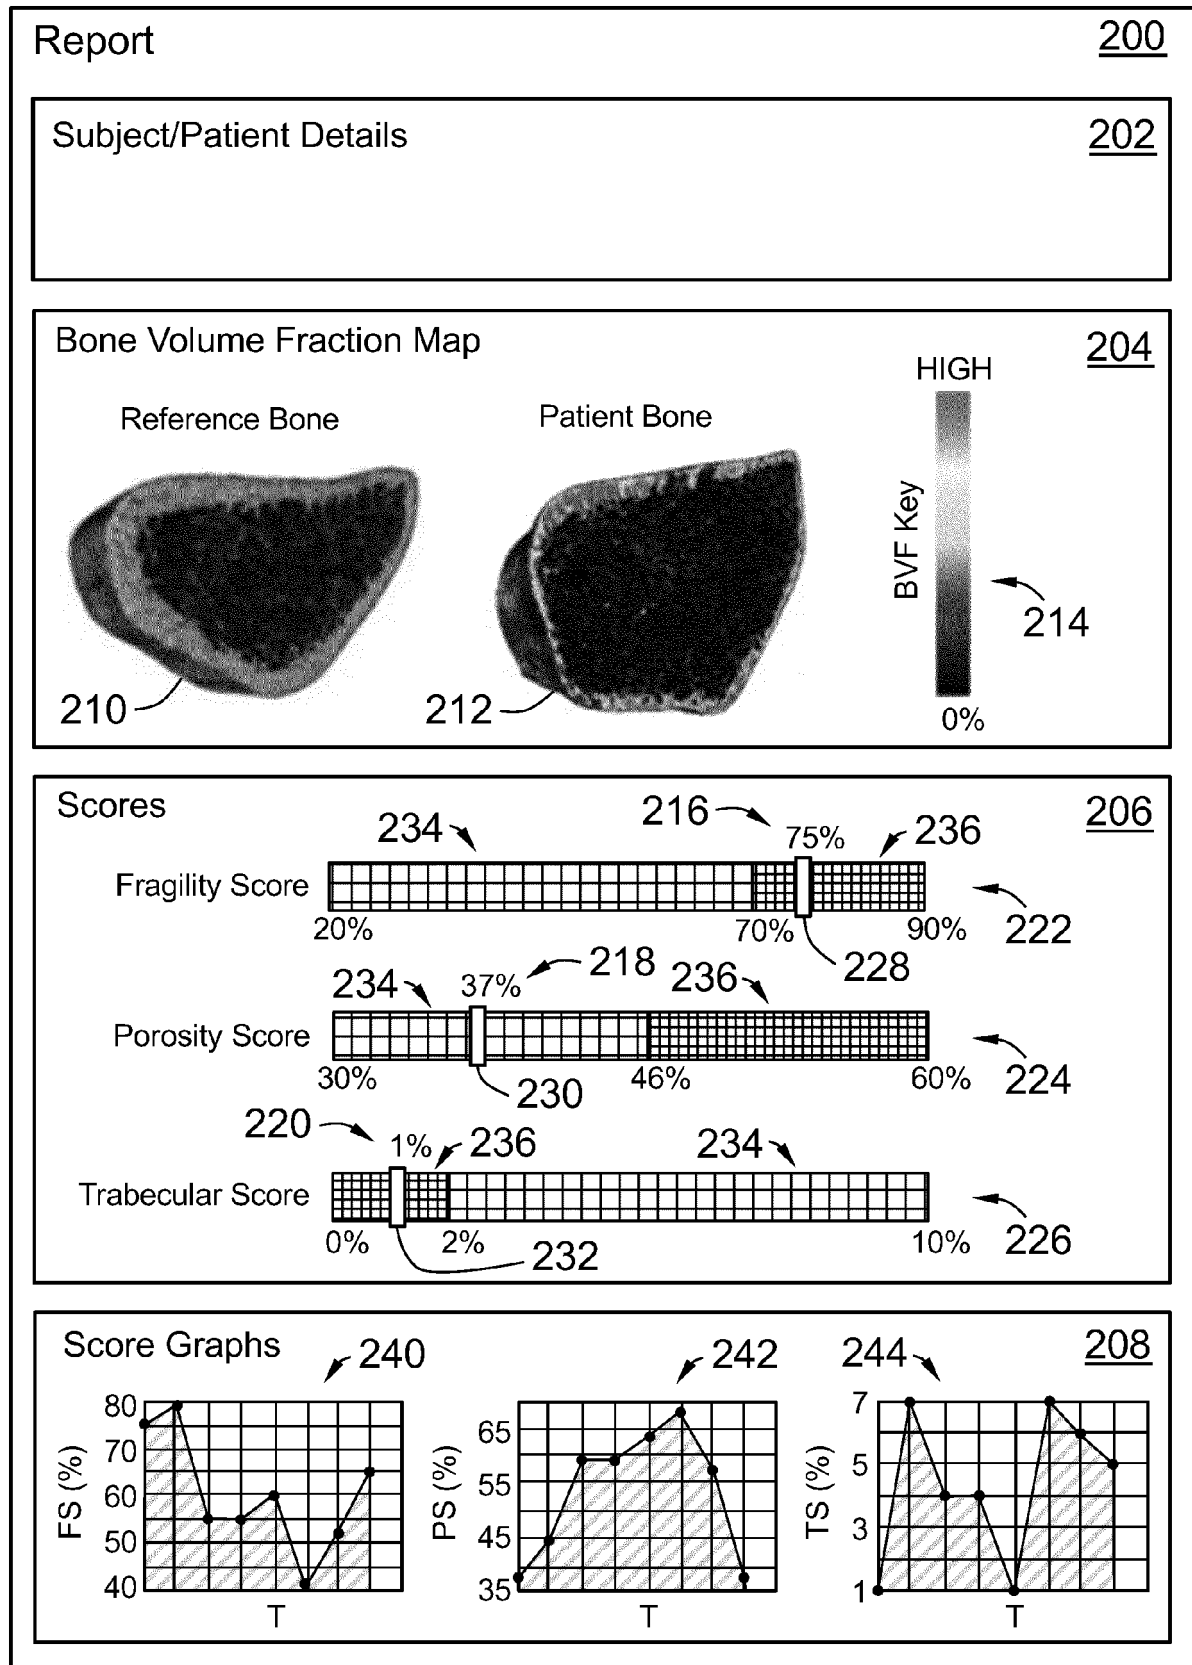 Report 200
Subject/Patient Details 202
Bone Volume Fraction Map 204
HIGH
Reference Bone Patient Bone
BVF Key
214
210 212
0%
Scores 206
234 216 75% 236
Fragility Score
20% 70% 90% 222
228
234 37% 218 236
Porosity Score
30% 46% 60% 224
230
220 1% 236 234
Trabecular Score
0% 2% 10% 226
232
Score Graphs 208
240 242 244
FS (%)
80
70
60
50
40
T
PS (%)
65
55
45
35
T
TS (%)
7
5
3
1
T